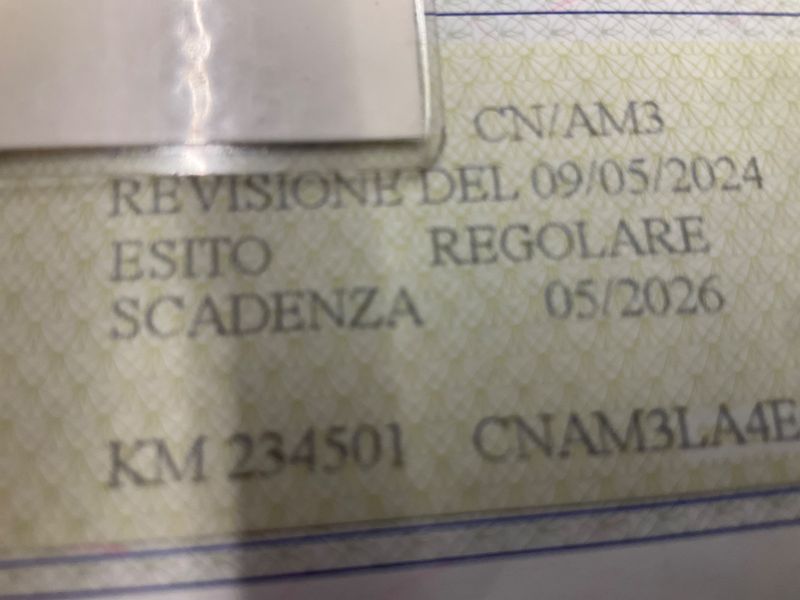 CN/AM3
REVISIONE DEL 09/05/2024
ESITO REGOLARE
SCADENZA 05/2026
KM 234501 CNAM3LA4E